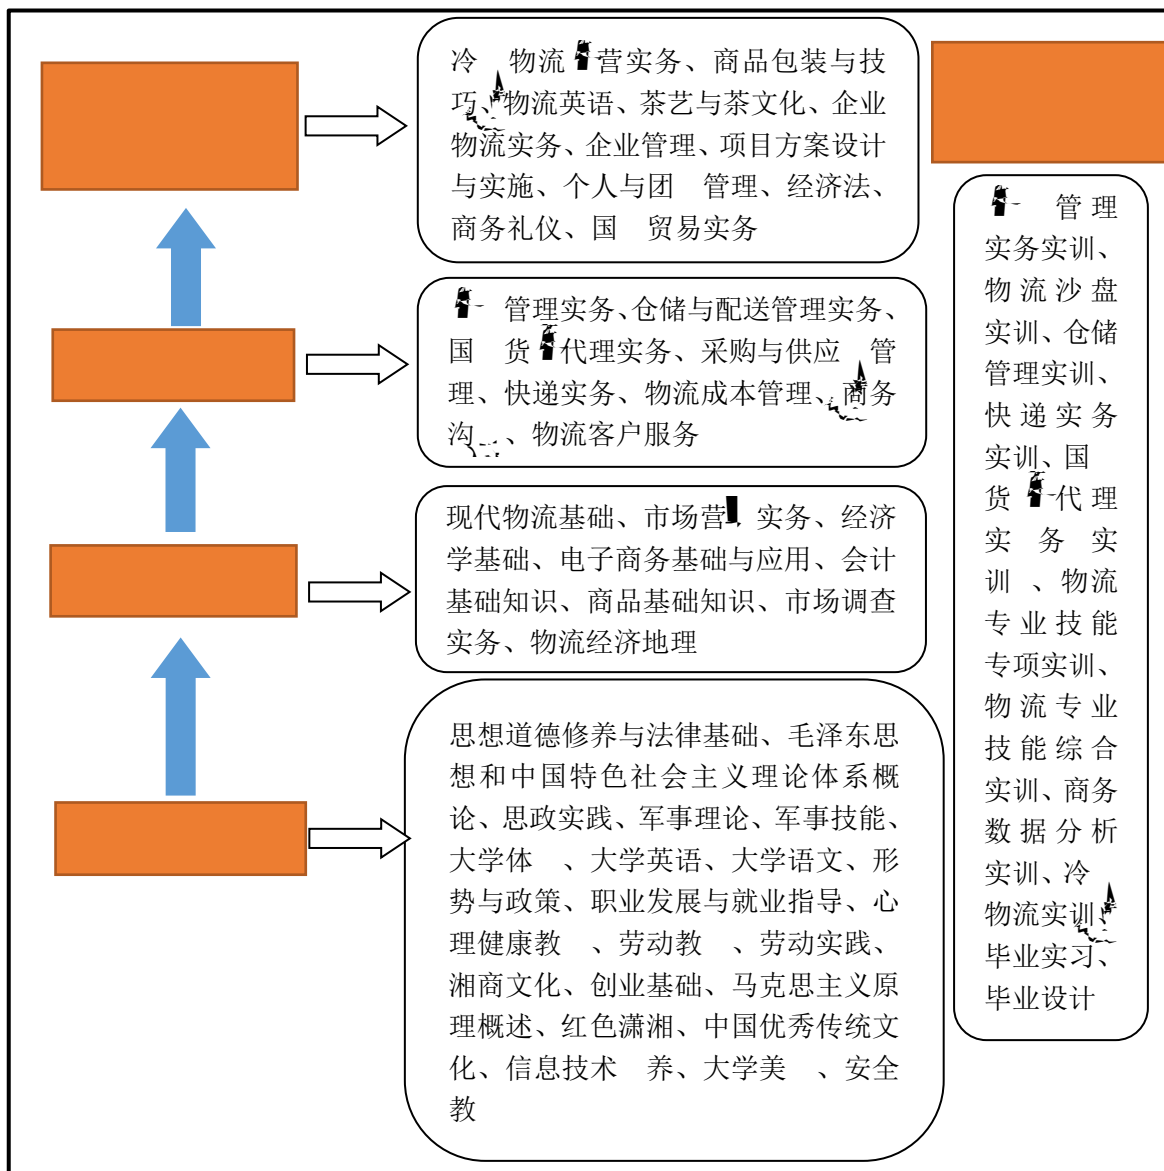 冷 物流 营实务、商品包装与技
巧、物流英语、茶艺与茶文化、企业
物流实务、企业管理、项目方案设计
与实施、个人与团 管理、经济法、
商务礼仪、国 贸易实务
管理实务、仓储与配送管理实务、
国 货 代理实务、采购与供应 管
理、快递实务、物流成本管理、商务
沟 、物流客户服务
现代物流基础、市场营 实务、经济
学基础、电子商务基础与应用、会计
基础知识、商品基础知识、市场调查
实务、物流经济地理
思想道德修养与法律基础、毛泽东思
想和中国特色社会主义理论体系概
论、思政实践、军事理论、军事技能、
大学体 、大学英语、大学语文、形
势与政策、职业发展与就业指导、心
理健康教 、劳动教 、劳动实践、
湘商文化、创业基础、马克思主义原
理概述、红色潇湘、中国优秀传统文
化、信息技术 养、大学美 、安全
教
管理
实务实训、
物流沙盘
实训、仓储
管理实训、
快递实务
实训、国
货 代理
实务实
训 、物流
专业技能
专项实训、
物流专业
技能综合
实训、商务
数据分析
实训、冷
物流实训、
毕业实习、
毕业设计